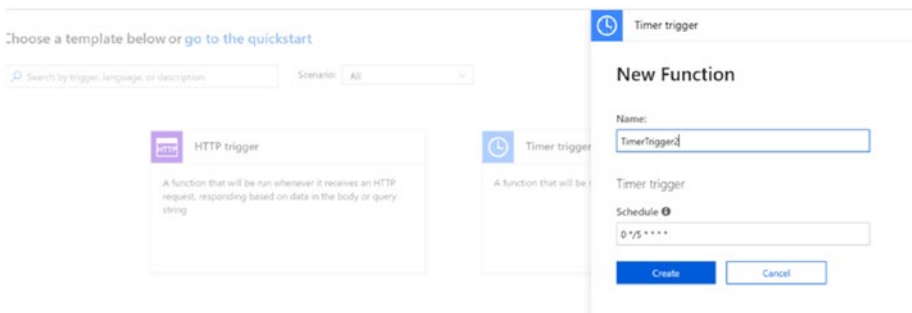 Choose a template below or go to the quickstart
Search by trigger, language, or description
Scenario: All
HTTP
HTTP trigger
A function that will be run whenever it receives an HTTP
request, responding based on data in the body or query
string
Timer trigger
A function that will be
Timer trigger
New Function
Name:
TimerTrigger2
Timer trigger
Schedule
0 */5 * * * *
Create
Cancel